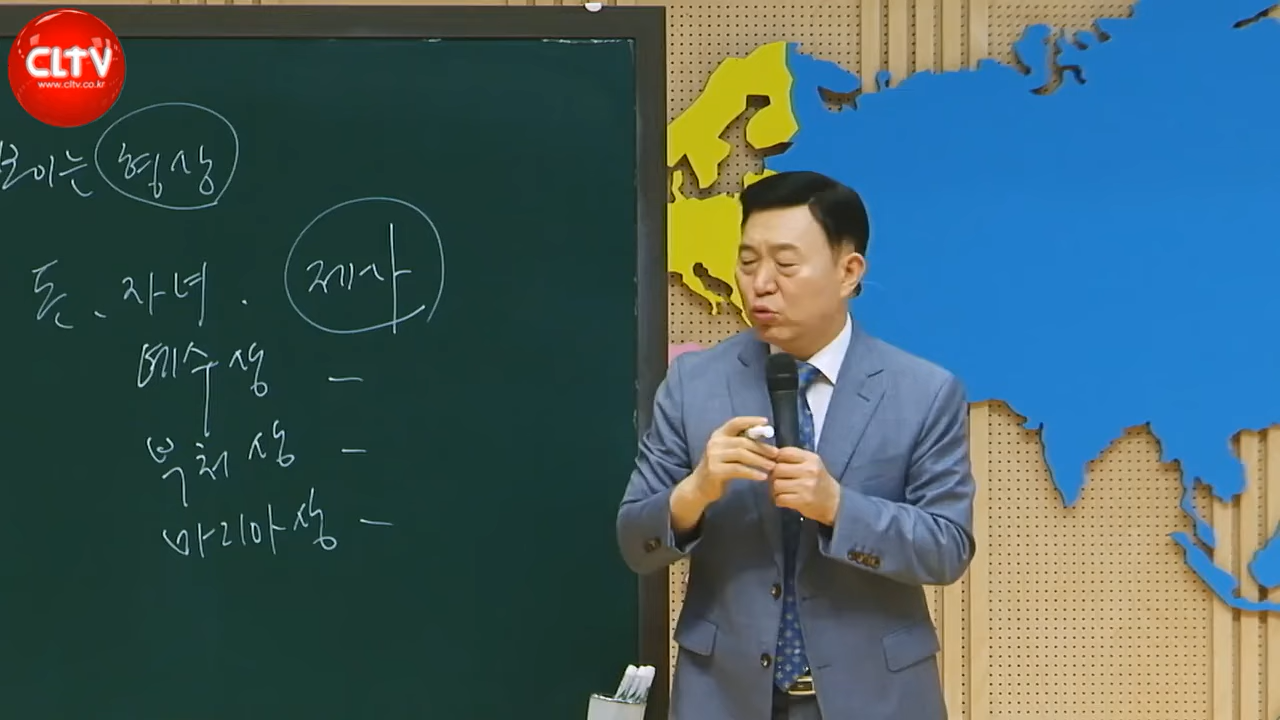 CLTV
www.cltv.co.kr
보이는 형상
돈、자녀. 제사
예수상 —
부처상 —
마리아상 —